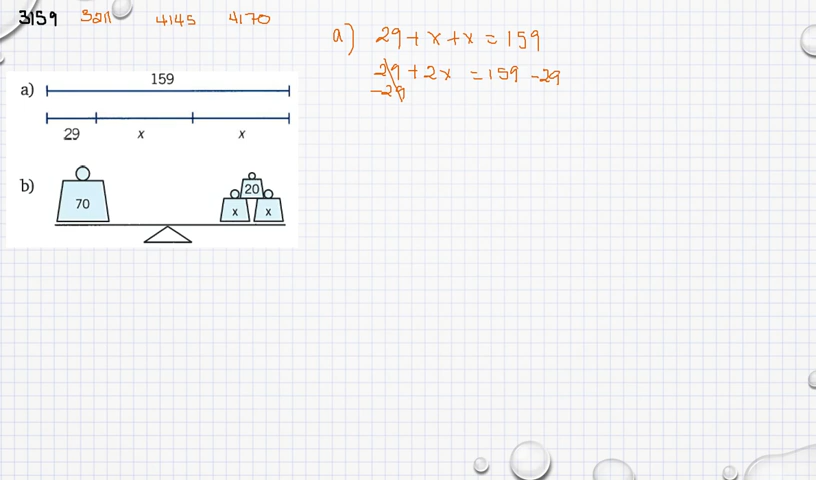 3159 3211 4145 4170
a) 29 + x + x = 159
29 + 2x = 159 - 29
-29
a) 159
29 x x
b) 70 20
x x